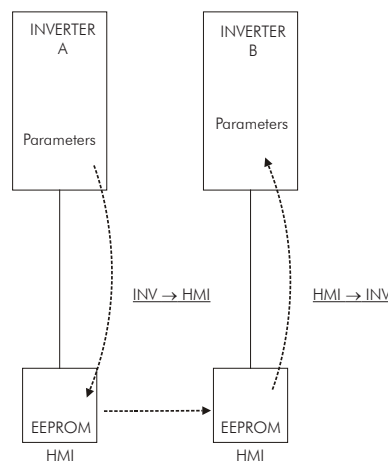 INVERTER
A
Parameters
INV → HMI
EEPROM
HMI
INVERTER
B
Parameters
HMI → INV
EEPROM
HMI